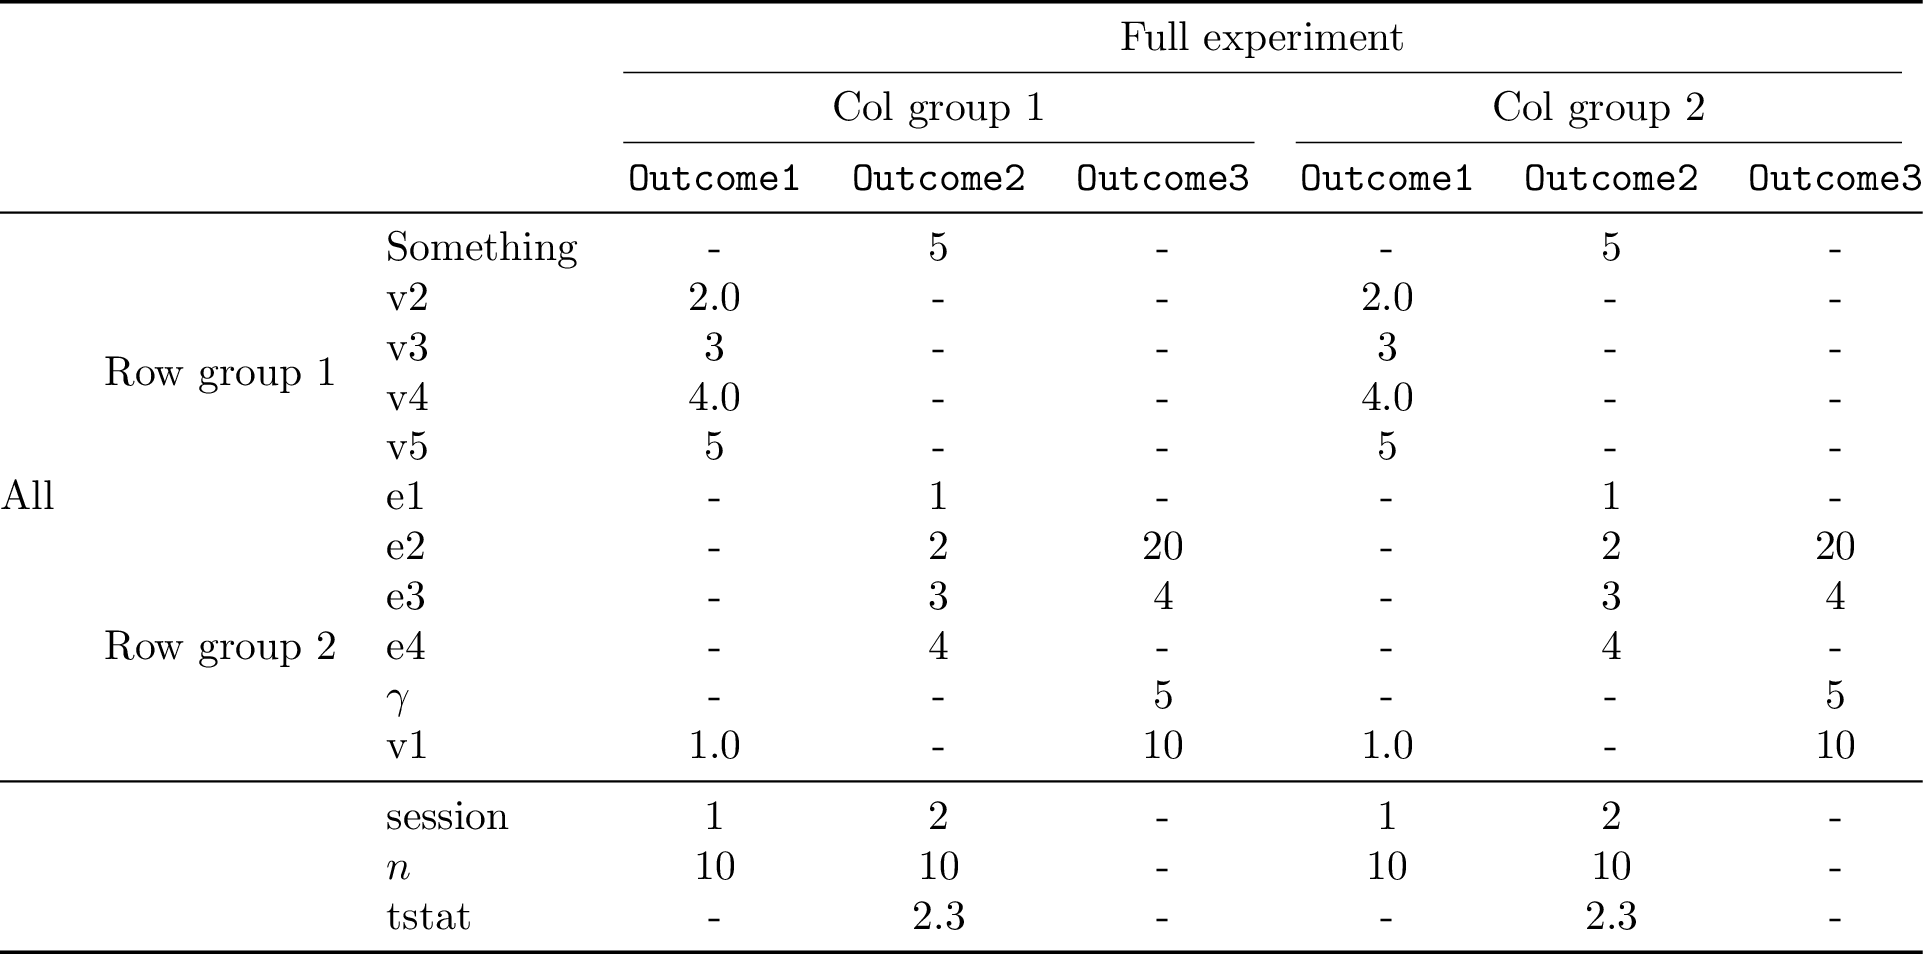 Full experiment
Col group 1 Col group 2
Outcome1 Outcome2 Outcome3 Outcome1 Outcome2 Outcome3
Something - 5 - - 5 -
v2 2.0 - - 2.0 - -
v3 3 - - 3 - -
Row group 1
v4 4.0 - - 4.0 - -
v5 5 - - 5 - -
All e1 - 1 - - 1 -
e2 - 2 20 - 2 20
e3 - 3 4 - 3 4
Row group 2 e4 - 4 - - 4 -
γ - - 5 - - 5
v1 1.0 - 10 1.0 - 10
session 1 2 - 1 2 -
n 10 10 - 10 10 -
tstat - 2.3 - - 2.3 -